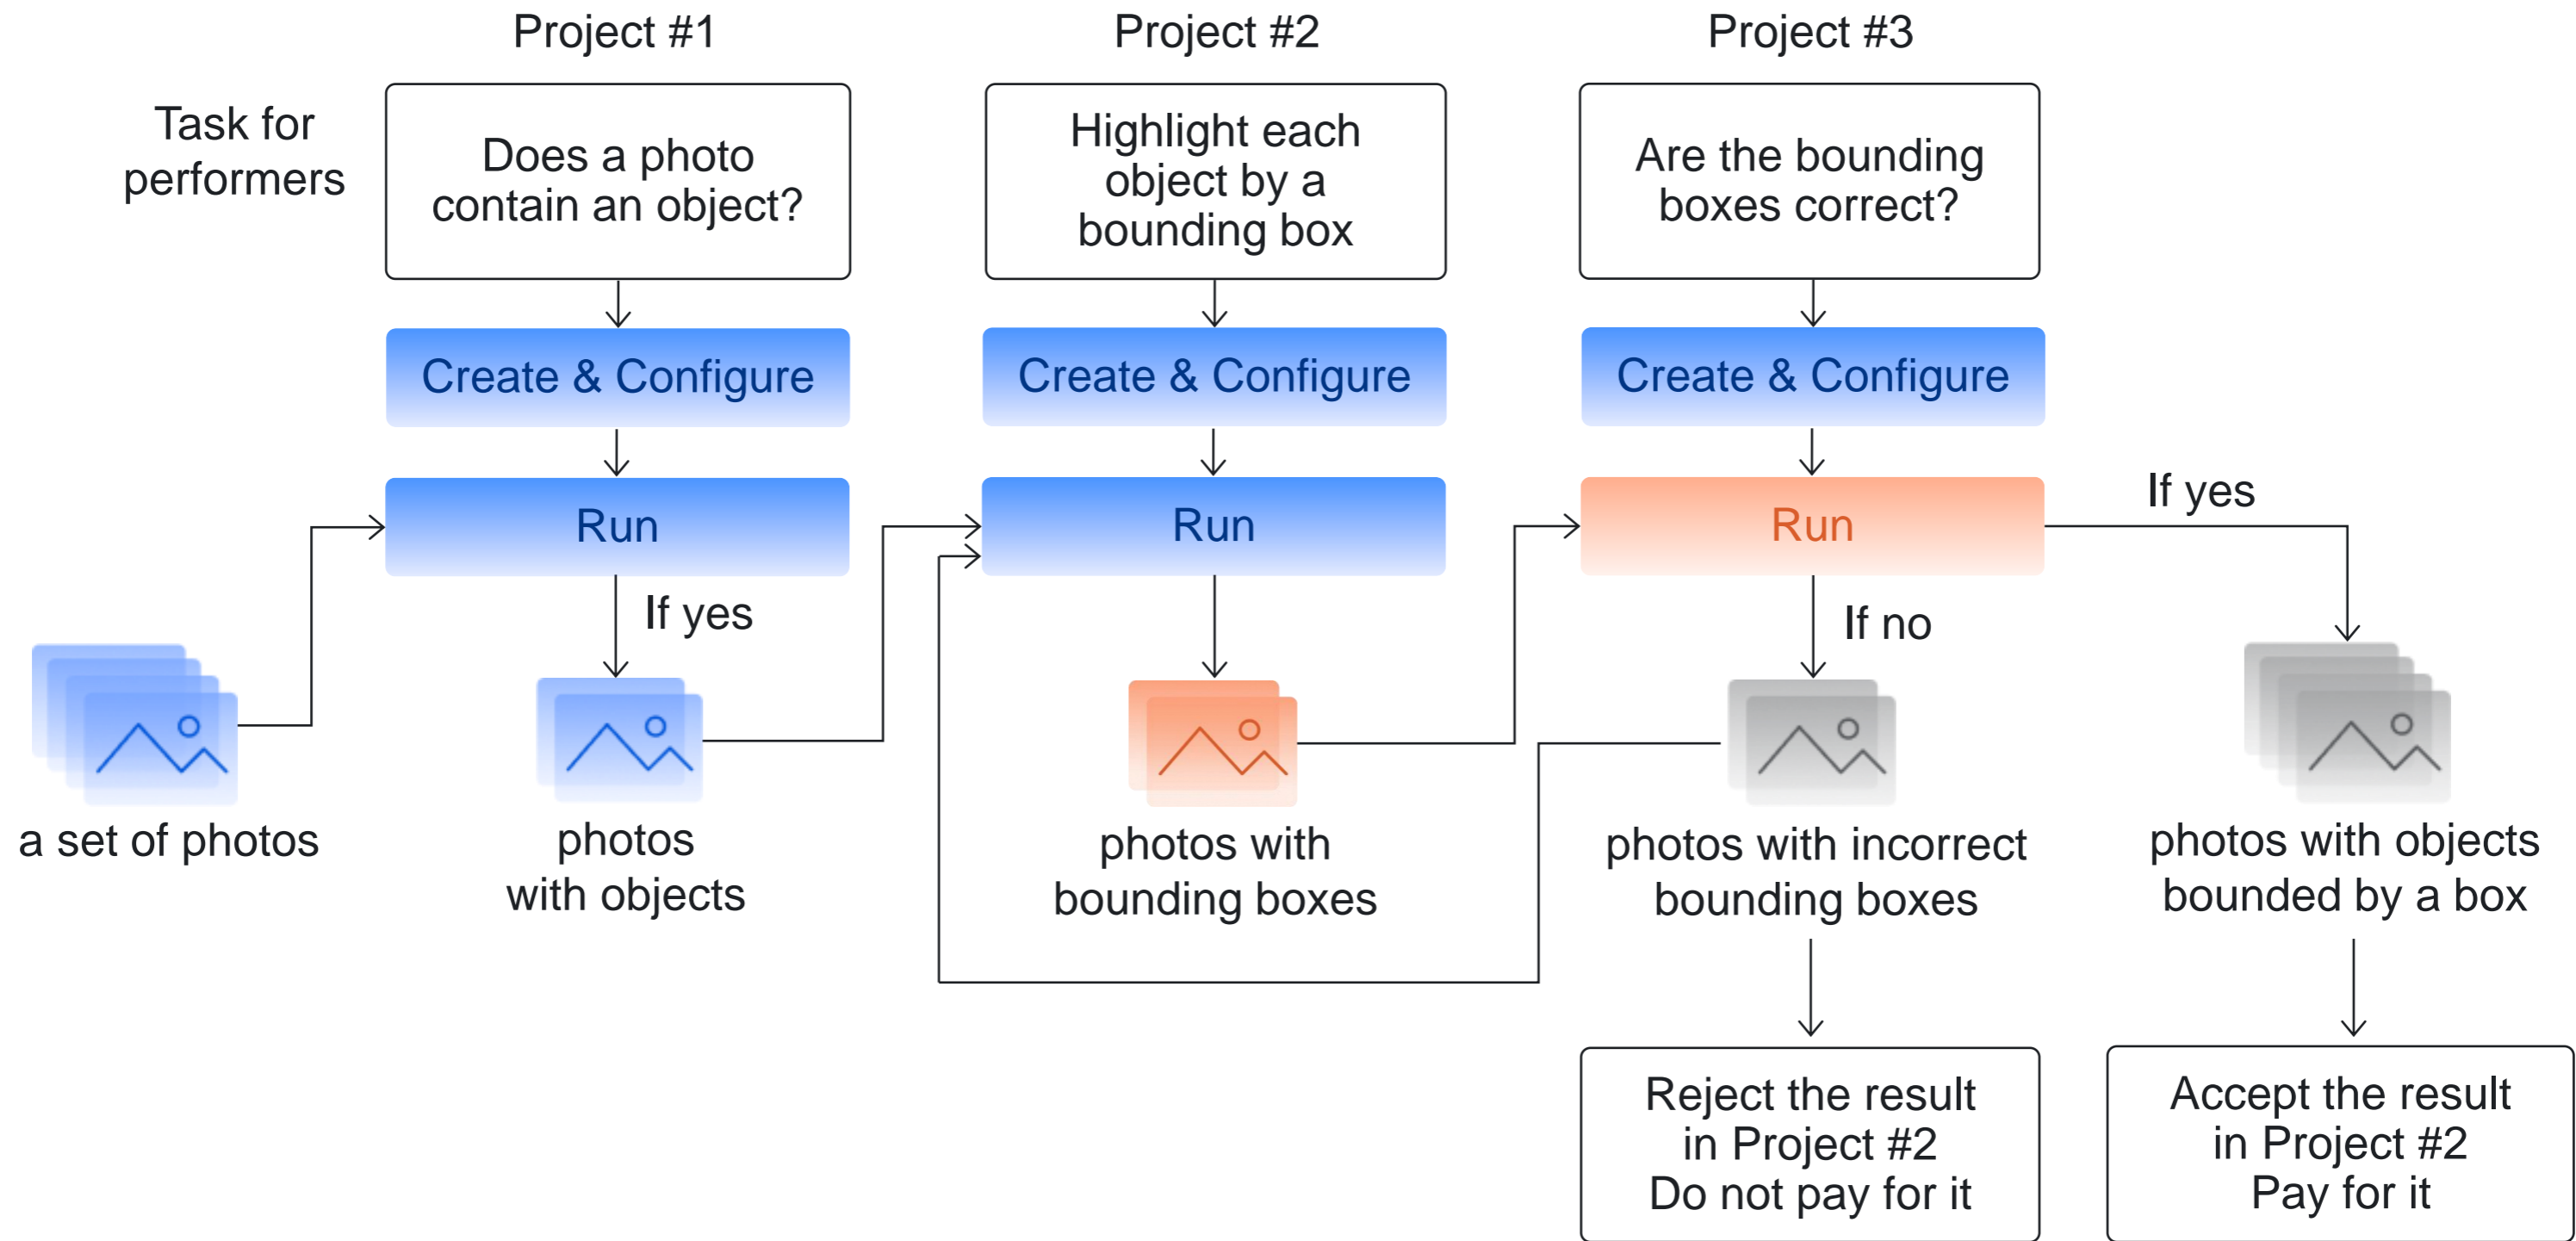 Project #1
Project #2
Project #3
Task for
performers
Does a photo
contain an object?
Highlight each
object by a
bounding box
Are the bounding
boxes correct?
Create & Configure
Create & Configure
Create & Configure
Run
Run
Run
If yes
If yes
If no
a set of photos
photos
with objects
photos with
bounding boxes
photos with incorrect
bounding boxes
photos with objects
bounded by a box
Reject the result
in Project #2
Do not pay for it
Accept the result
in Project #2
Pay for it